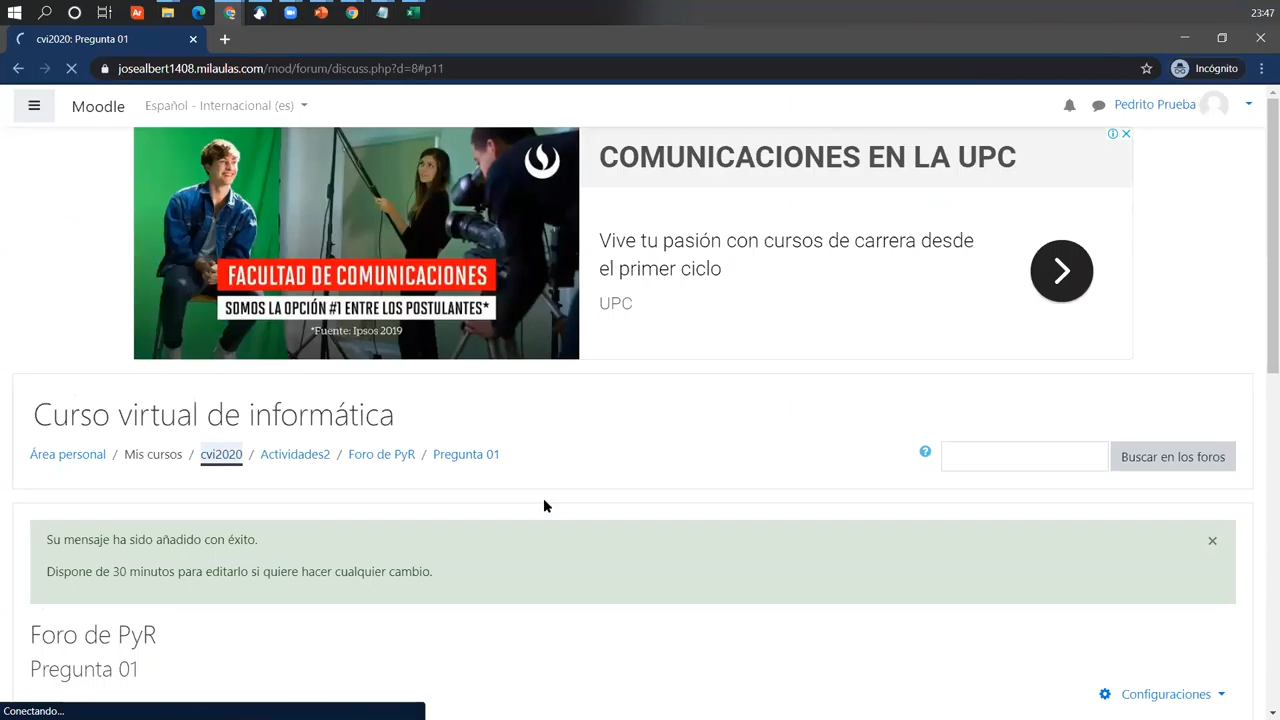 23:47
cvi2020: Pregunta 01
josealbert1408.milaulas.com/mod/forum/discuss.php?d=8#p11
Incógnito
Moodle
Español - Internacional (es)
Pedrito Prueba
COMUNICACIONES EN LA UPC
Vive tu pasión con cursos de carrera desde
el primer ciclo
UPC
FACULTAD DE COMUNICACIONES
SOMOS LA OPCIÓN #1 ENTRE LOS POSTULANTES*
*Fuente: Ipsos 2019
Curso virtual de informática
Área personal / Mis cursos / cvi2020 / Actividades2 / Foro de PyR / Pregunta 01
Buscar en los foros
Su mensaje ha sido añadido con éxito.
Dispone de 30 minutos para editarlo si quiere hacer cualquier cambio.
Foro de PyR
Pregunta 01
Configuraciones
Conectando...